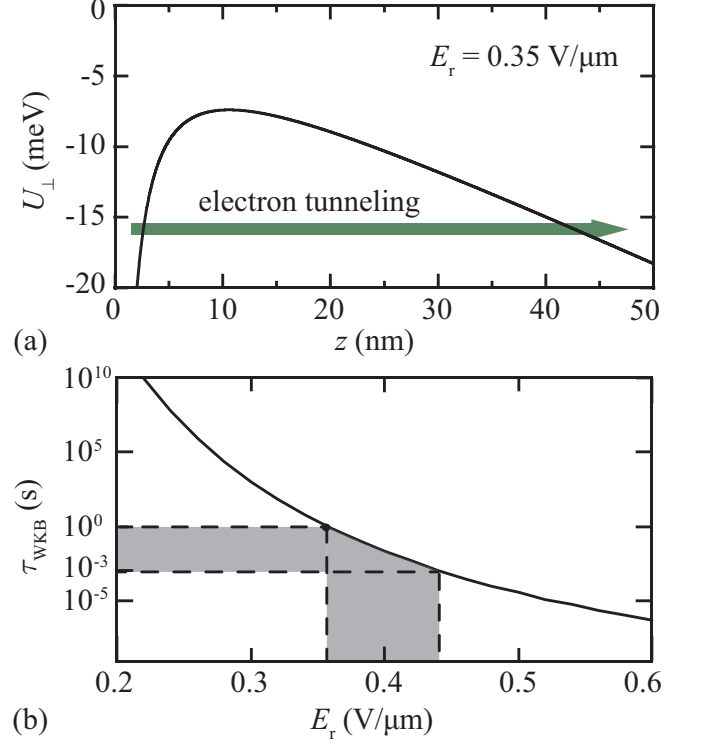 0
E_r = 0.35 V/μm
-5
-10
U_⊥ (meV)
electron tunneling
-15
-20
0 10 20 30 40 50
(a) z (nm)
10^10
10^5
τ_WKB (s)
10^0
10^-3
10^-5
0.2 0.3 0.4 0.5 0.6
(b) E_r (V/μm)